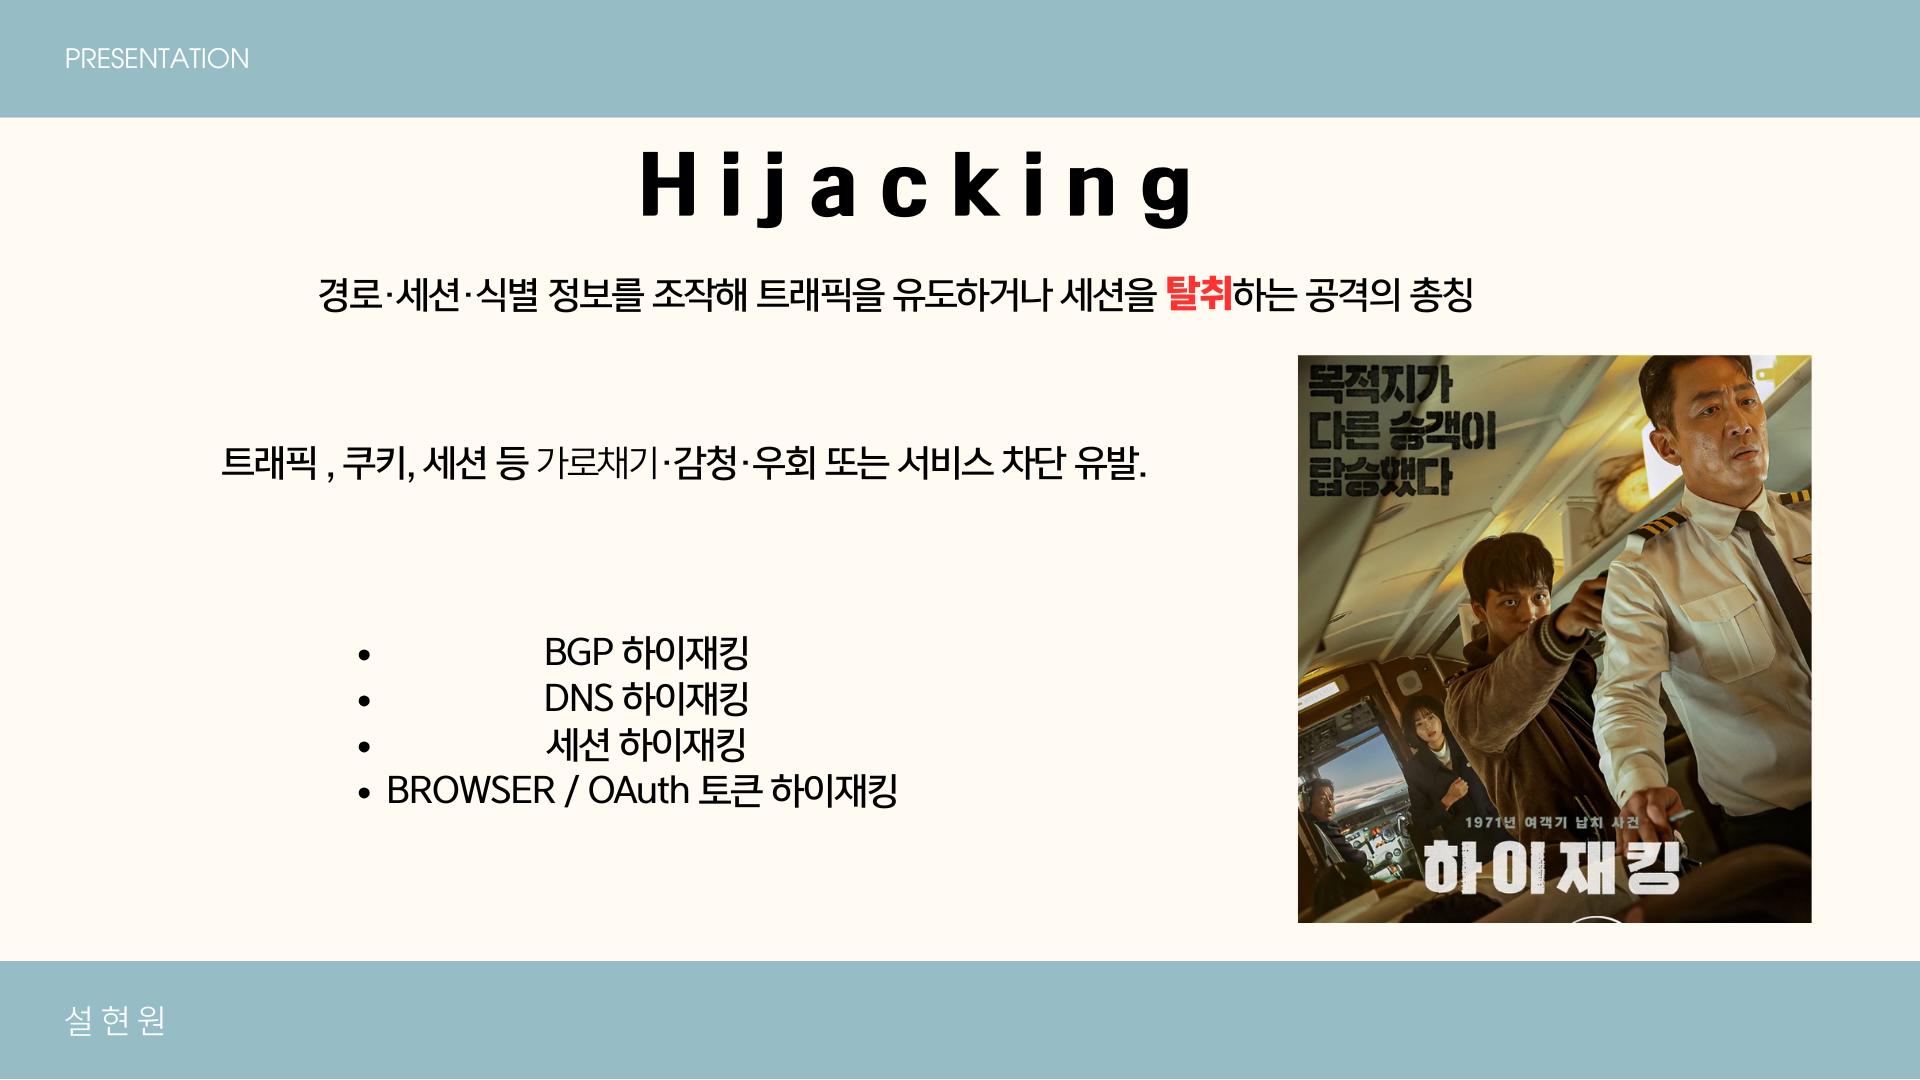 PRESENTATION
Hijacking
경로·세션·식별 정보를 조작해 트래픽을 유도하거나 세션을 탈취하는 공격의 총칭
목적지가
다른 승객이
탑승했다
트래픽 , 쿠키, 세션 등 가로채기·감청·우회 또는 서비스 차단 유발.
• BGP 하이재킹
• DNS 하이재킹
• 세션 하이재킹
• BROWSER / OAuth 토큰 하이재킹
1971년 여객기 납치 사건
하이재킹
설현원